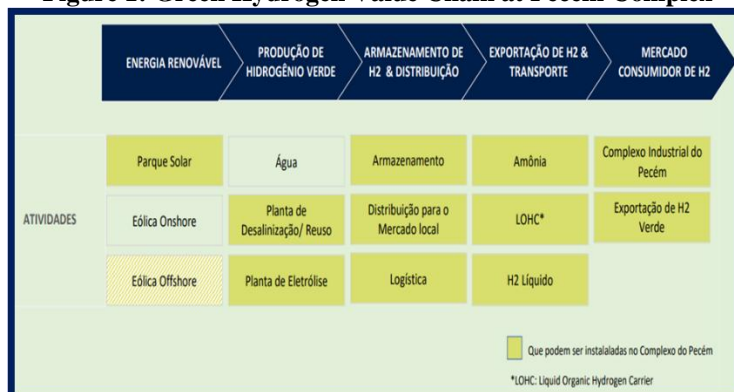 Figure 1: Green Hydrogen Value Chain at Pecém Complex
ENERGIA RENOVÁVEL
PRODUÇÃO DE
HIDROGÊNIO VERDE
ARMAZENAMENTO DE
H2 & DISTRIBUIÇÃO
EXPORTAÇÃO DE H2 &
TRANSPORTE
MERCADO
CONSUMIDOR DE H2
ATIVIDADES
Parque Solar
Água
Armazenamento
Amônia
Complexo Industrial do
Pecém
Eólica Onshore
Planta de
Desalinização/ Reuso
Distribuição para o
Mercado local
LOHC*
Exportação de H2
Verde
Eólica Offshore
Planta de Eletrólise
Logística
H2 Líquido
Que podem ser instaladas no Complexo do Pecém
*LOHC: Liquid Organic Hydrogen Carrier